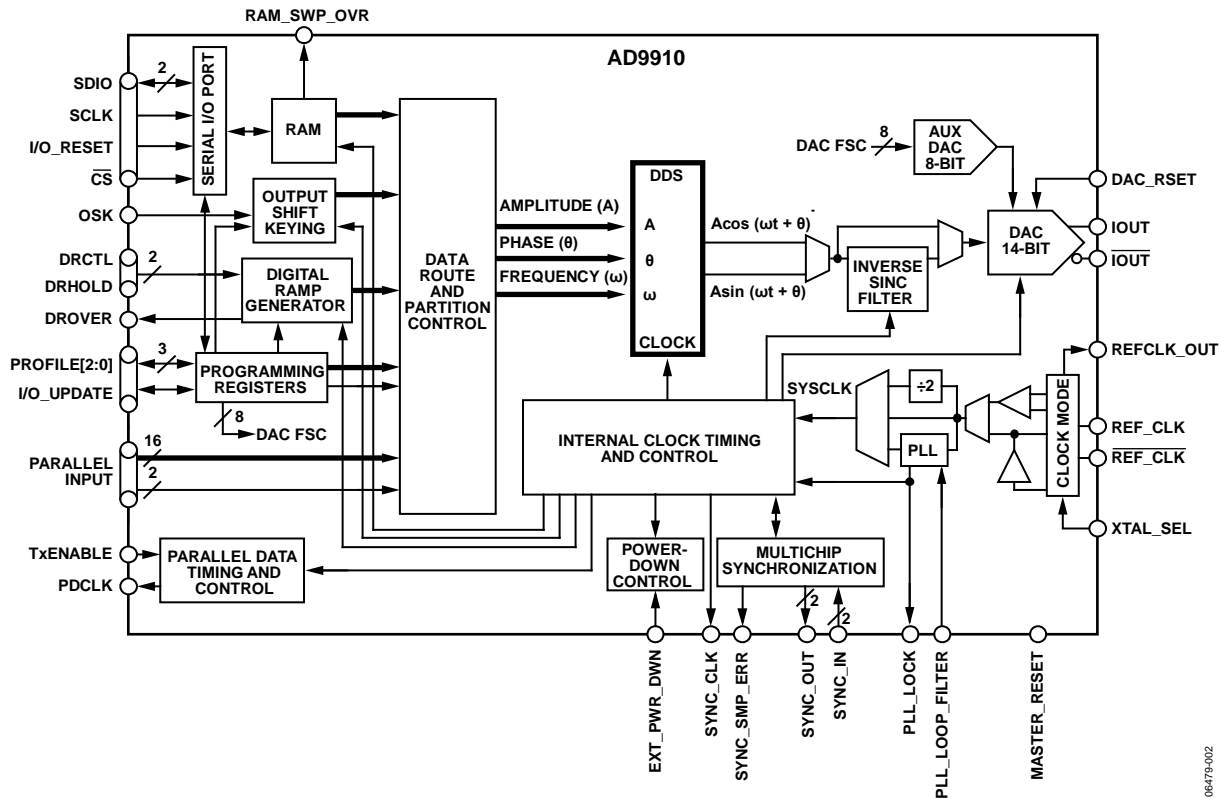 RAM_SWP_OVR
AD9910
SDIO
2
SCLK
I/O_RESET
CS
SERIAL I/O PORT
RAM
OSK
OUTPUT
SHIFT
KEYING
DRCTL
DRHOLD
2
DROVER
DIGITAL
RAMP
GENERATOR
PROFILE[2:0]
3
I/O_UPDATE
PROGRAMMING
REGISTERS
8
DAC FSC
PARALLEL
INPUT
16
2
TxENABLE
PDCLK
PARALLEL DATA
TIMING AND
CONTROL
DATA
ROUTE
AND
PARTITION
CONTROL
AMPLITUDE (A)
PHASE (θ)
FREQUENCY (ω)
DDS
A
θ
ω
CLOCK
Acos (ωt + θ)
Asin (ωt + θ)
INVERSE
SINC
FILTER
DAC FSC
8
AUX
DAC
8-BIT
DAC
14-BIT
DAC_RSET
IOUT
IOUT
REFCLK_OUT
REF_CLK
REF_CLK
XTAL_SEL
CLOCK MODE
SYSCLK
÷2
PLL
INTERNAL CLOCK TIMING
AND CONTROL
POWER-
DOWN
CONTROL
MULTICHIP
SYNCHRONIZATION
2
2
EXT_PWR_DWN
SYNC_CLK
SYNC_SMP_ERR
SYNC_OUT
SYNC_IN
PLL_LOCK
PLL_LOOP_FILTER
MASTER_RESET
06479-002